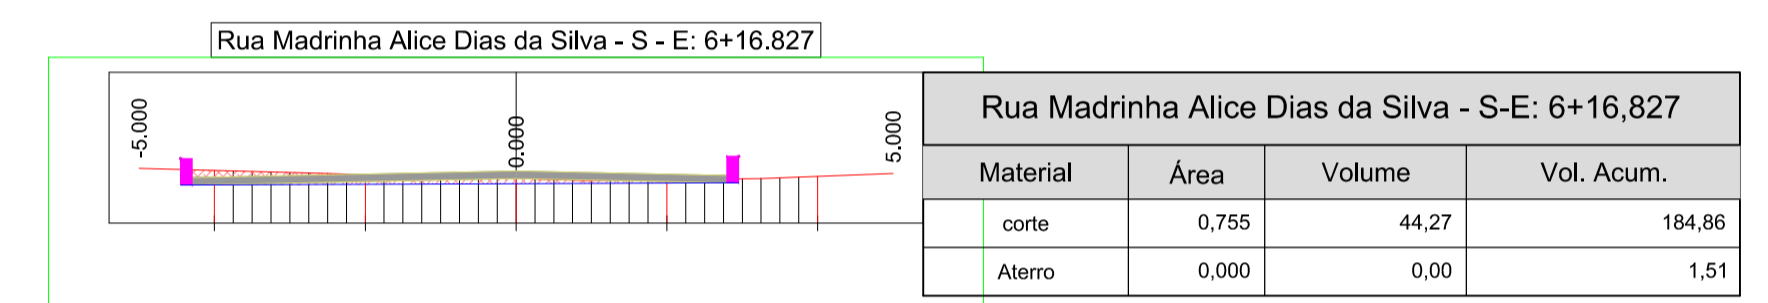 Rua Madrinha Alice Dias da Silva - S - E: 6+16.827
-5.000
0.000
5.000
Rua Madrinha Alice Dias da Silva - S-E: 6+16,827
Material Área Volume Vol. Acum.
corte 0,755 44,27 184,86
Aterro 0,000 0,00 1,51